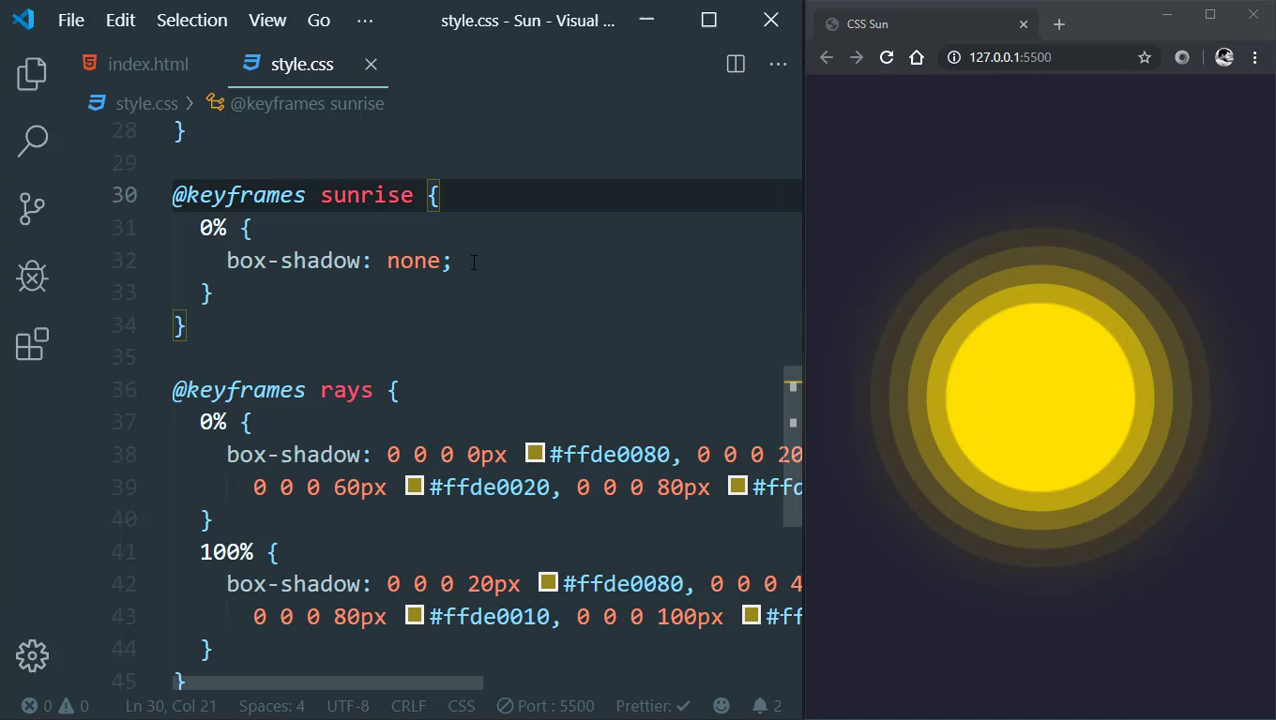 File Edit Selection View Go ··· style.css - Sun - Visual ...
CSS Sun
index.html style.css
127.0.0.1:5500
style.css > @keyframes sunrise
28 }
29
30 @keyframes sunrise {
31 0% {
32 box-shadow: none;
33 }
34 }
35
36 @keyframes rays {
37 0% {
38 box-shadow: 0 0 0 0px #ffde0080, 0 0 0 20
39 0 0 0 60px #ffde0020, 0 0 0 80px #ffd
40 }
41 100% {
42 box-shadow: 0 0 0 20px #ffde0080, 0 0 0 4
43 0 0 0 80px #ffde0010, 0 0 0 100px #ff
44 }
45 }
0 0 Ln 30, Col 21 Spaces: 4 UTF-8 CRLF CSS Port : 5500 Prettier: ✓ 2